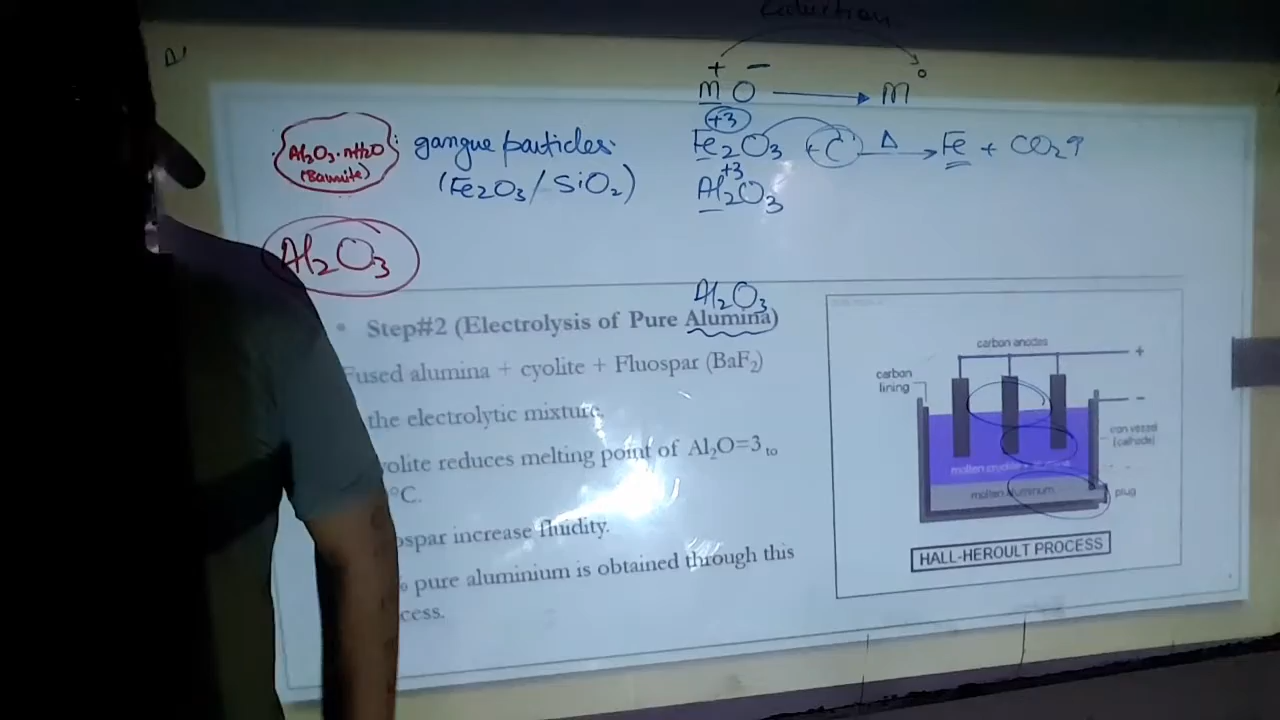 Reduction
+ −
M O → M⁰
+3
Fe2O3 + C Δ → Fe + CO2↑
Al2O3·nH2O
(Bauxite)
gangue particles
(Fe2O3/SiO2)
+3
Al2O3
Al2O3
Al2O3
• Step#2 (Electrolysis of Pure Alumina)
used alumina + cyolite + Fluospar (BaF₂)
the electrolytic mixture.
yolite reduces melting point of Al₂O=3 to
°C.
ospar increase fluidity.
% pure aluminium is obtained through this
cess.
carbon anodes
+
carbon
lining
−
iron vessel
(cathode)
molten aluminum
plug
HALL-HEROULT PROCESS